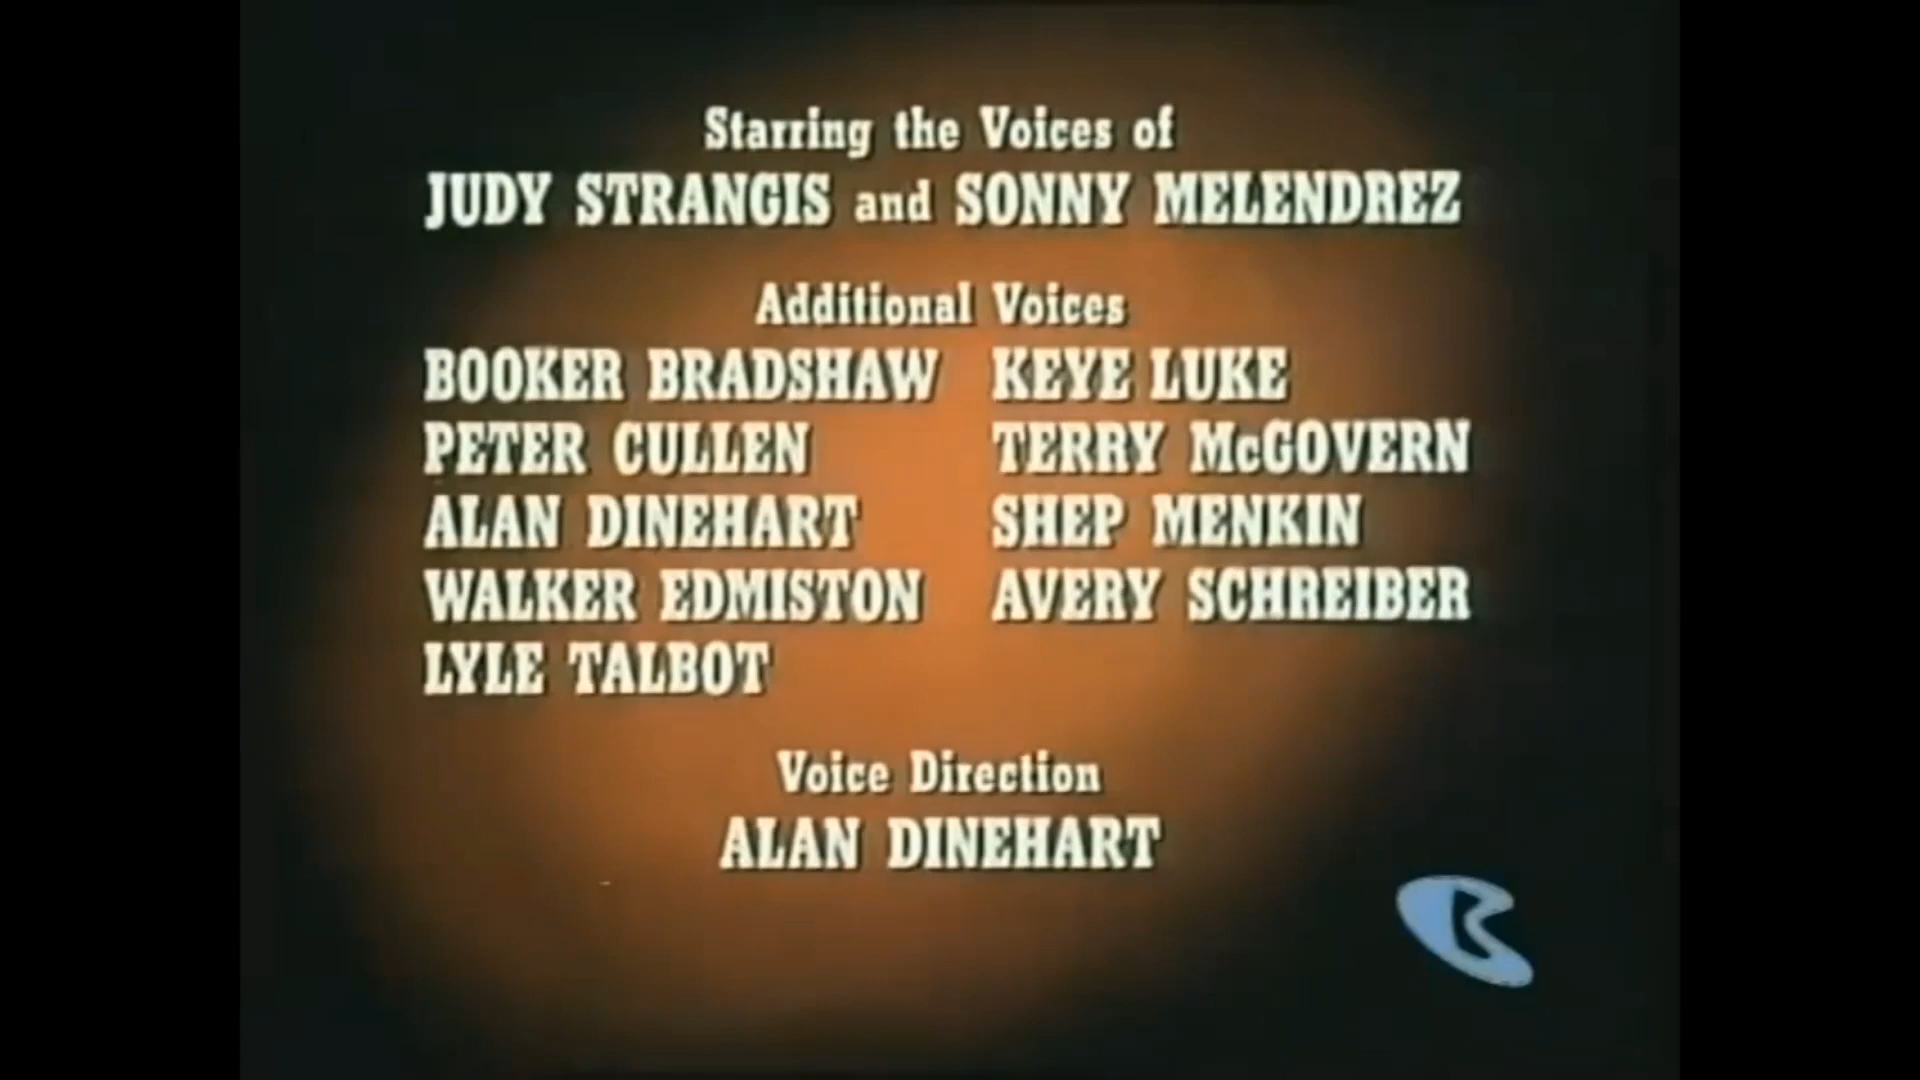 Starring the Voices of
JUDY STRANGIS and SONNY MELENDREZ
Additional Voices
BOOKER BRADSHAW KEYE LUKE
PETER CULLEN TERRY McGOVERN
ALAN DINEHART SHEP MENKIN
WALKER EDMISTON AVERY SCHREIBER
LYLE TALBOT
Voice Direction
ALAN DINEHART
B